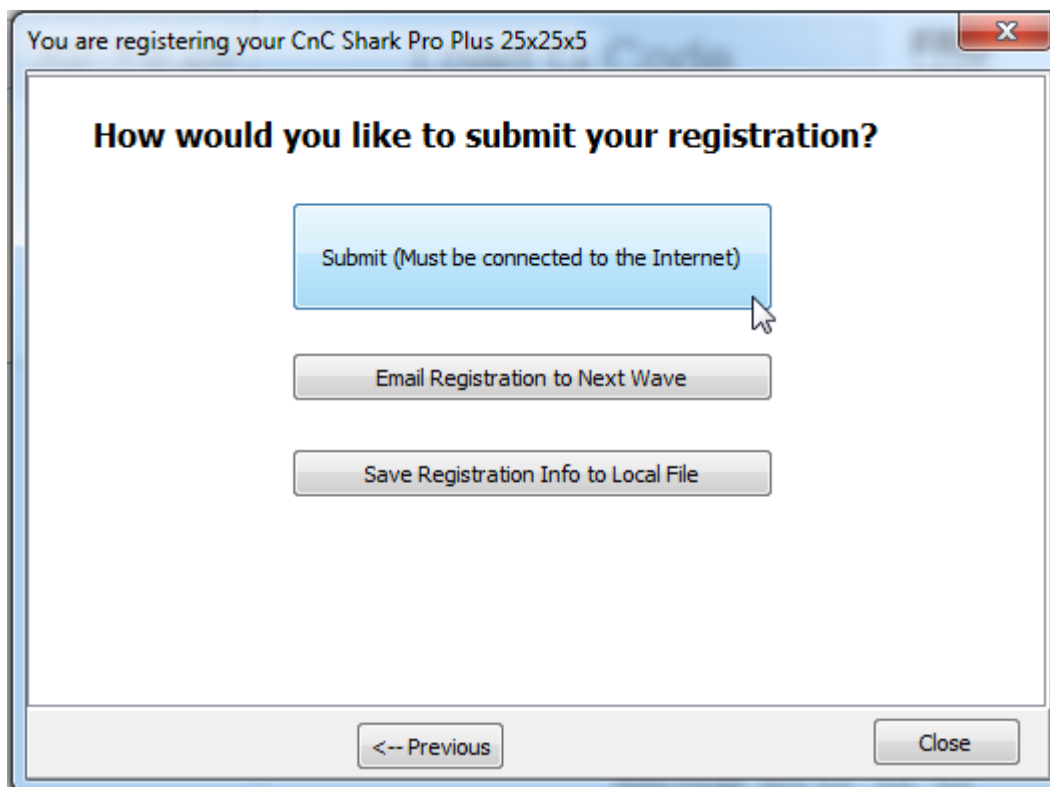 You are registering your CnC Shark Pro Plus 25x25x5
How would you like to submit your registration?
Submit (Must be connected to the Internet)
Email Registration to Next Wave
Save Registration Info to Local File
<-- Previous
Close